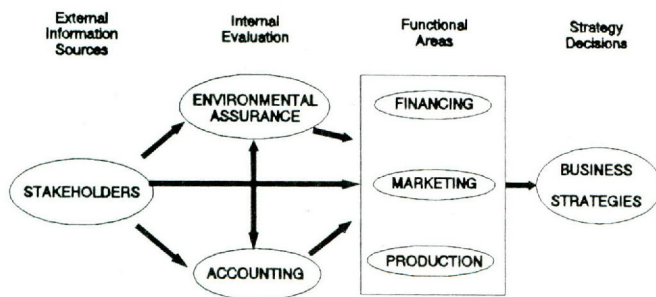 External
Information
Sources
Internal
Evaluation
Functional
Areas
Strategy
Decisions
ENVIRONMENTAL
ASSURANCE
FINANCING
STAKEHOLDERS
MARKETING
BUSINESS
STRATEGIES
ACCOUNTING
PRODUCTION